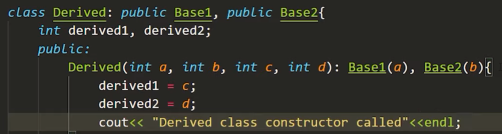 class Derived: public Base1, public Base2{
    int derived1, derived2;
    public:
        Derived(int a, int b, int c, int d): Base1(a), Base2(b){
            derived1 = c;
            derived2 = d;
            cout<< "Derived class constructor called"<<endl;